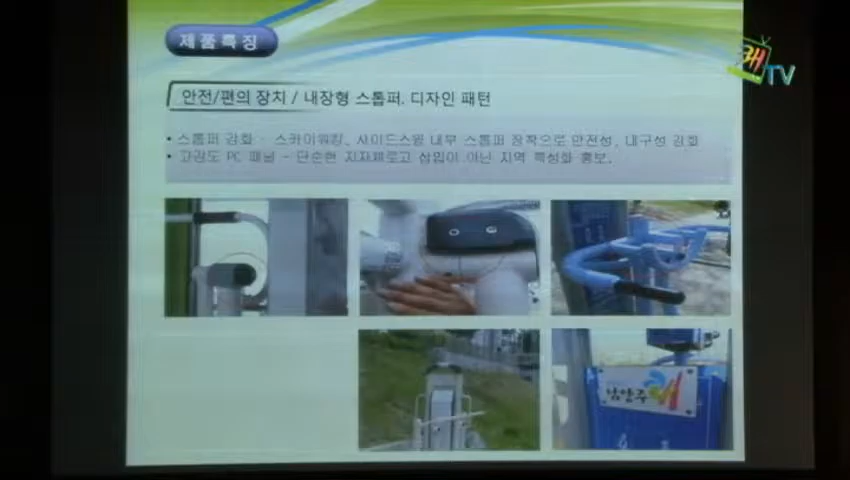 제품특징
캐TV
안전/편의 장치 / 내장형 스톱퍼. 디자인 패턴
• 스톱퍼 강화 - 스카이워킹, 사이드스윙 내부 스톱퍼 장착으로 안전성, 내구성 강화
• 고강도 PC 패널 - 단순한 지자체로고 삽입이 아닌 지역 특성화 홍보.
남양주